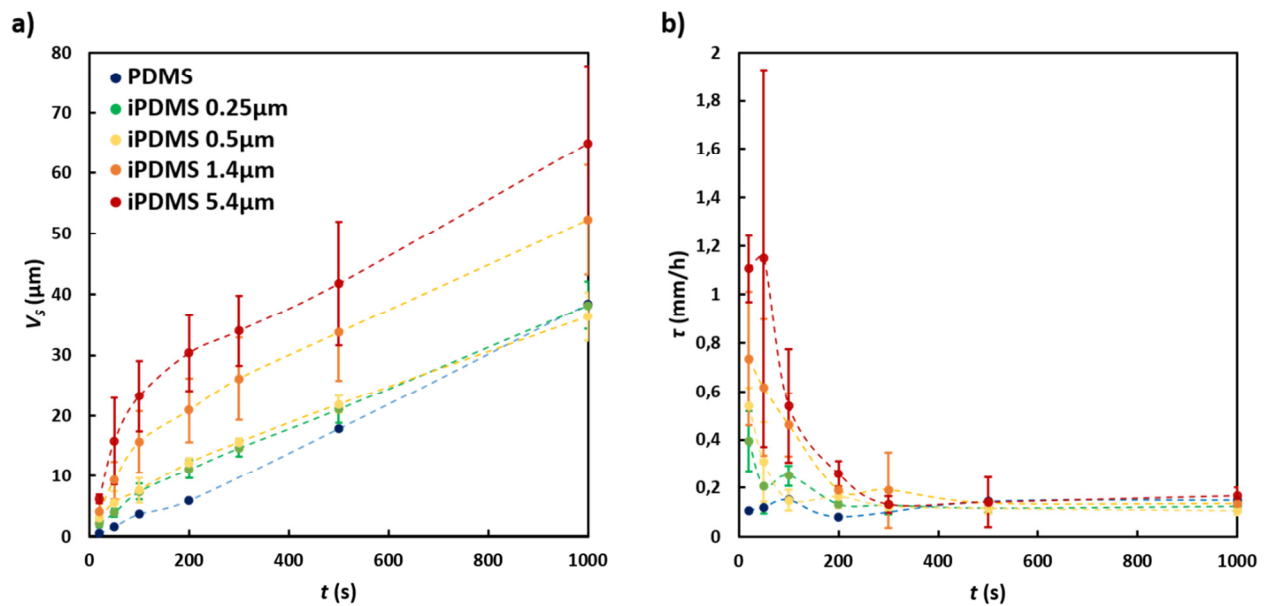 a)
80
70
60
50
40
30
20
10
0
V_s (µm)
PDMS
iPDMS 0.25µm
iPDMS 0.5µm
iPDMS 1.4µm
iPDMS 5.4µm
0 200 400 600 800 1000
t (s)
b)
2
1,8
1,6
1,4
1,2
1
0,8
0,6
0,4
0,2
0
τ (mm/h)
0 200 400 600 800 1000
t (s)